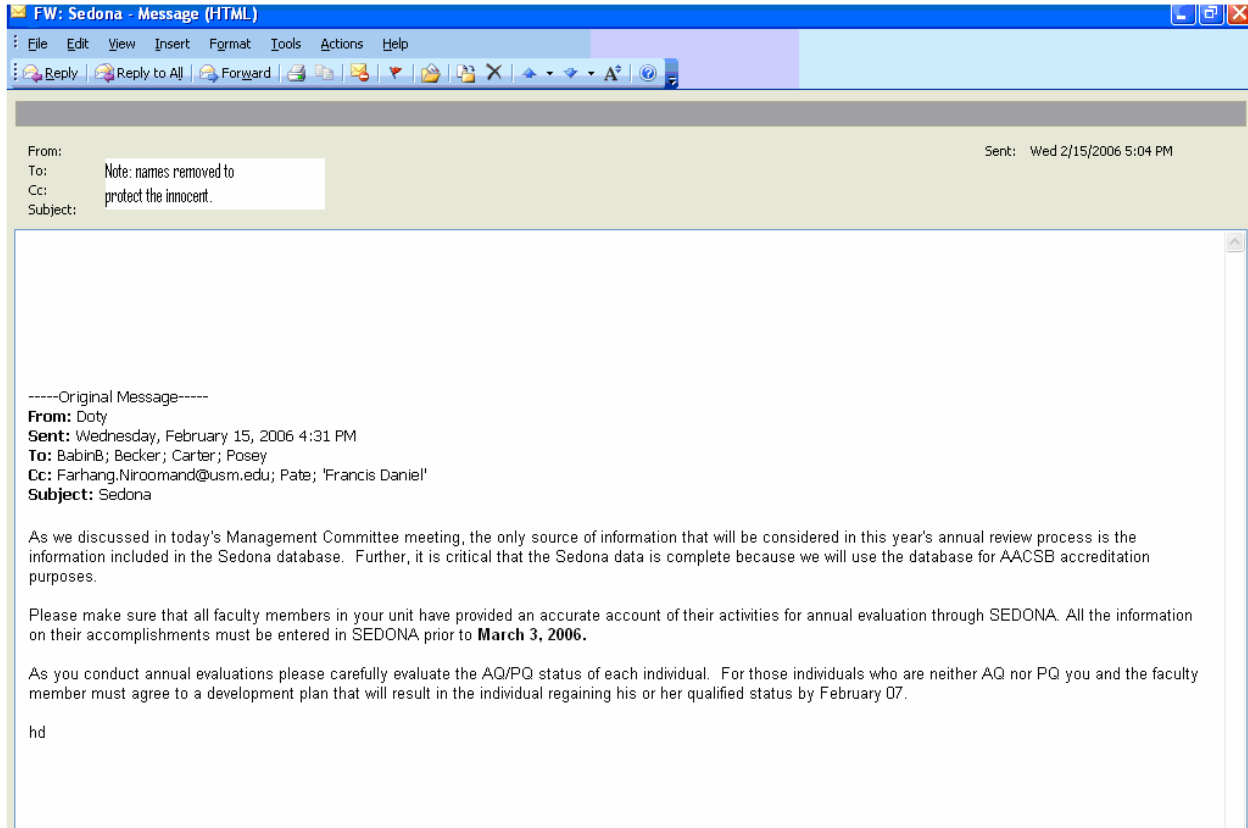 FW: Sedona - Message (HTML)
File Edit View Insert Format Tools Actions Help
Reply Reply to All Forward
From:
Sent: Wed 2/15/2006 5:04 PM
To:
Note: names removed to
Cc:
protect the innocent.
Subject:
-----Original Message-----
From: Doty
Sent: Wednesday, February 15, 2006 4:31 PM
To: BabinB; Becker; Carter; Posey
Cc: Farhang.Niroomand@usm.edu; Pate; 'Francis Daniel'
Subject: Sedona
As we discussed in today's Management Committee meeting, the only source of information that will be considered in this year's annual review process is the
information included in the Sedona database. Further, it is critical that the Sedona data is complete because we will use the database for AACSB accreditation
purposes.
Please make sure that all faculty members in your unit have provided an accurate account of their activities for annual evaluation through SEDONA. All the information
on their accomplishments must be entered in SEDONA prior to March 3, 2006.
As you conduct annual evaluations please carefully evaluate the AQ/PQ status of each individual. For those individuals who are neither AQ nor PQ you and the faculty
member must agree to a development plan that will result in the individual regaining his or her qualified status by February 07.
hd